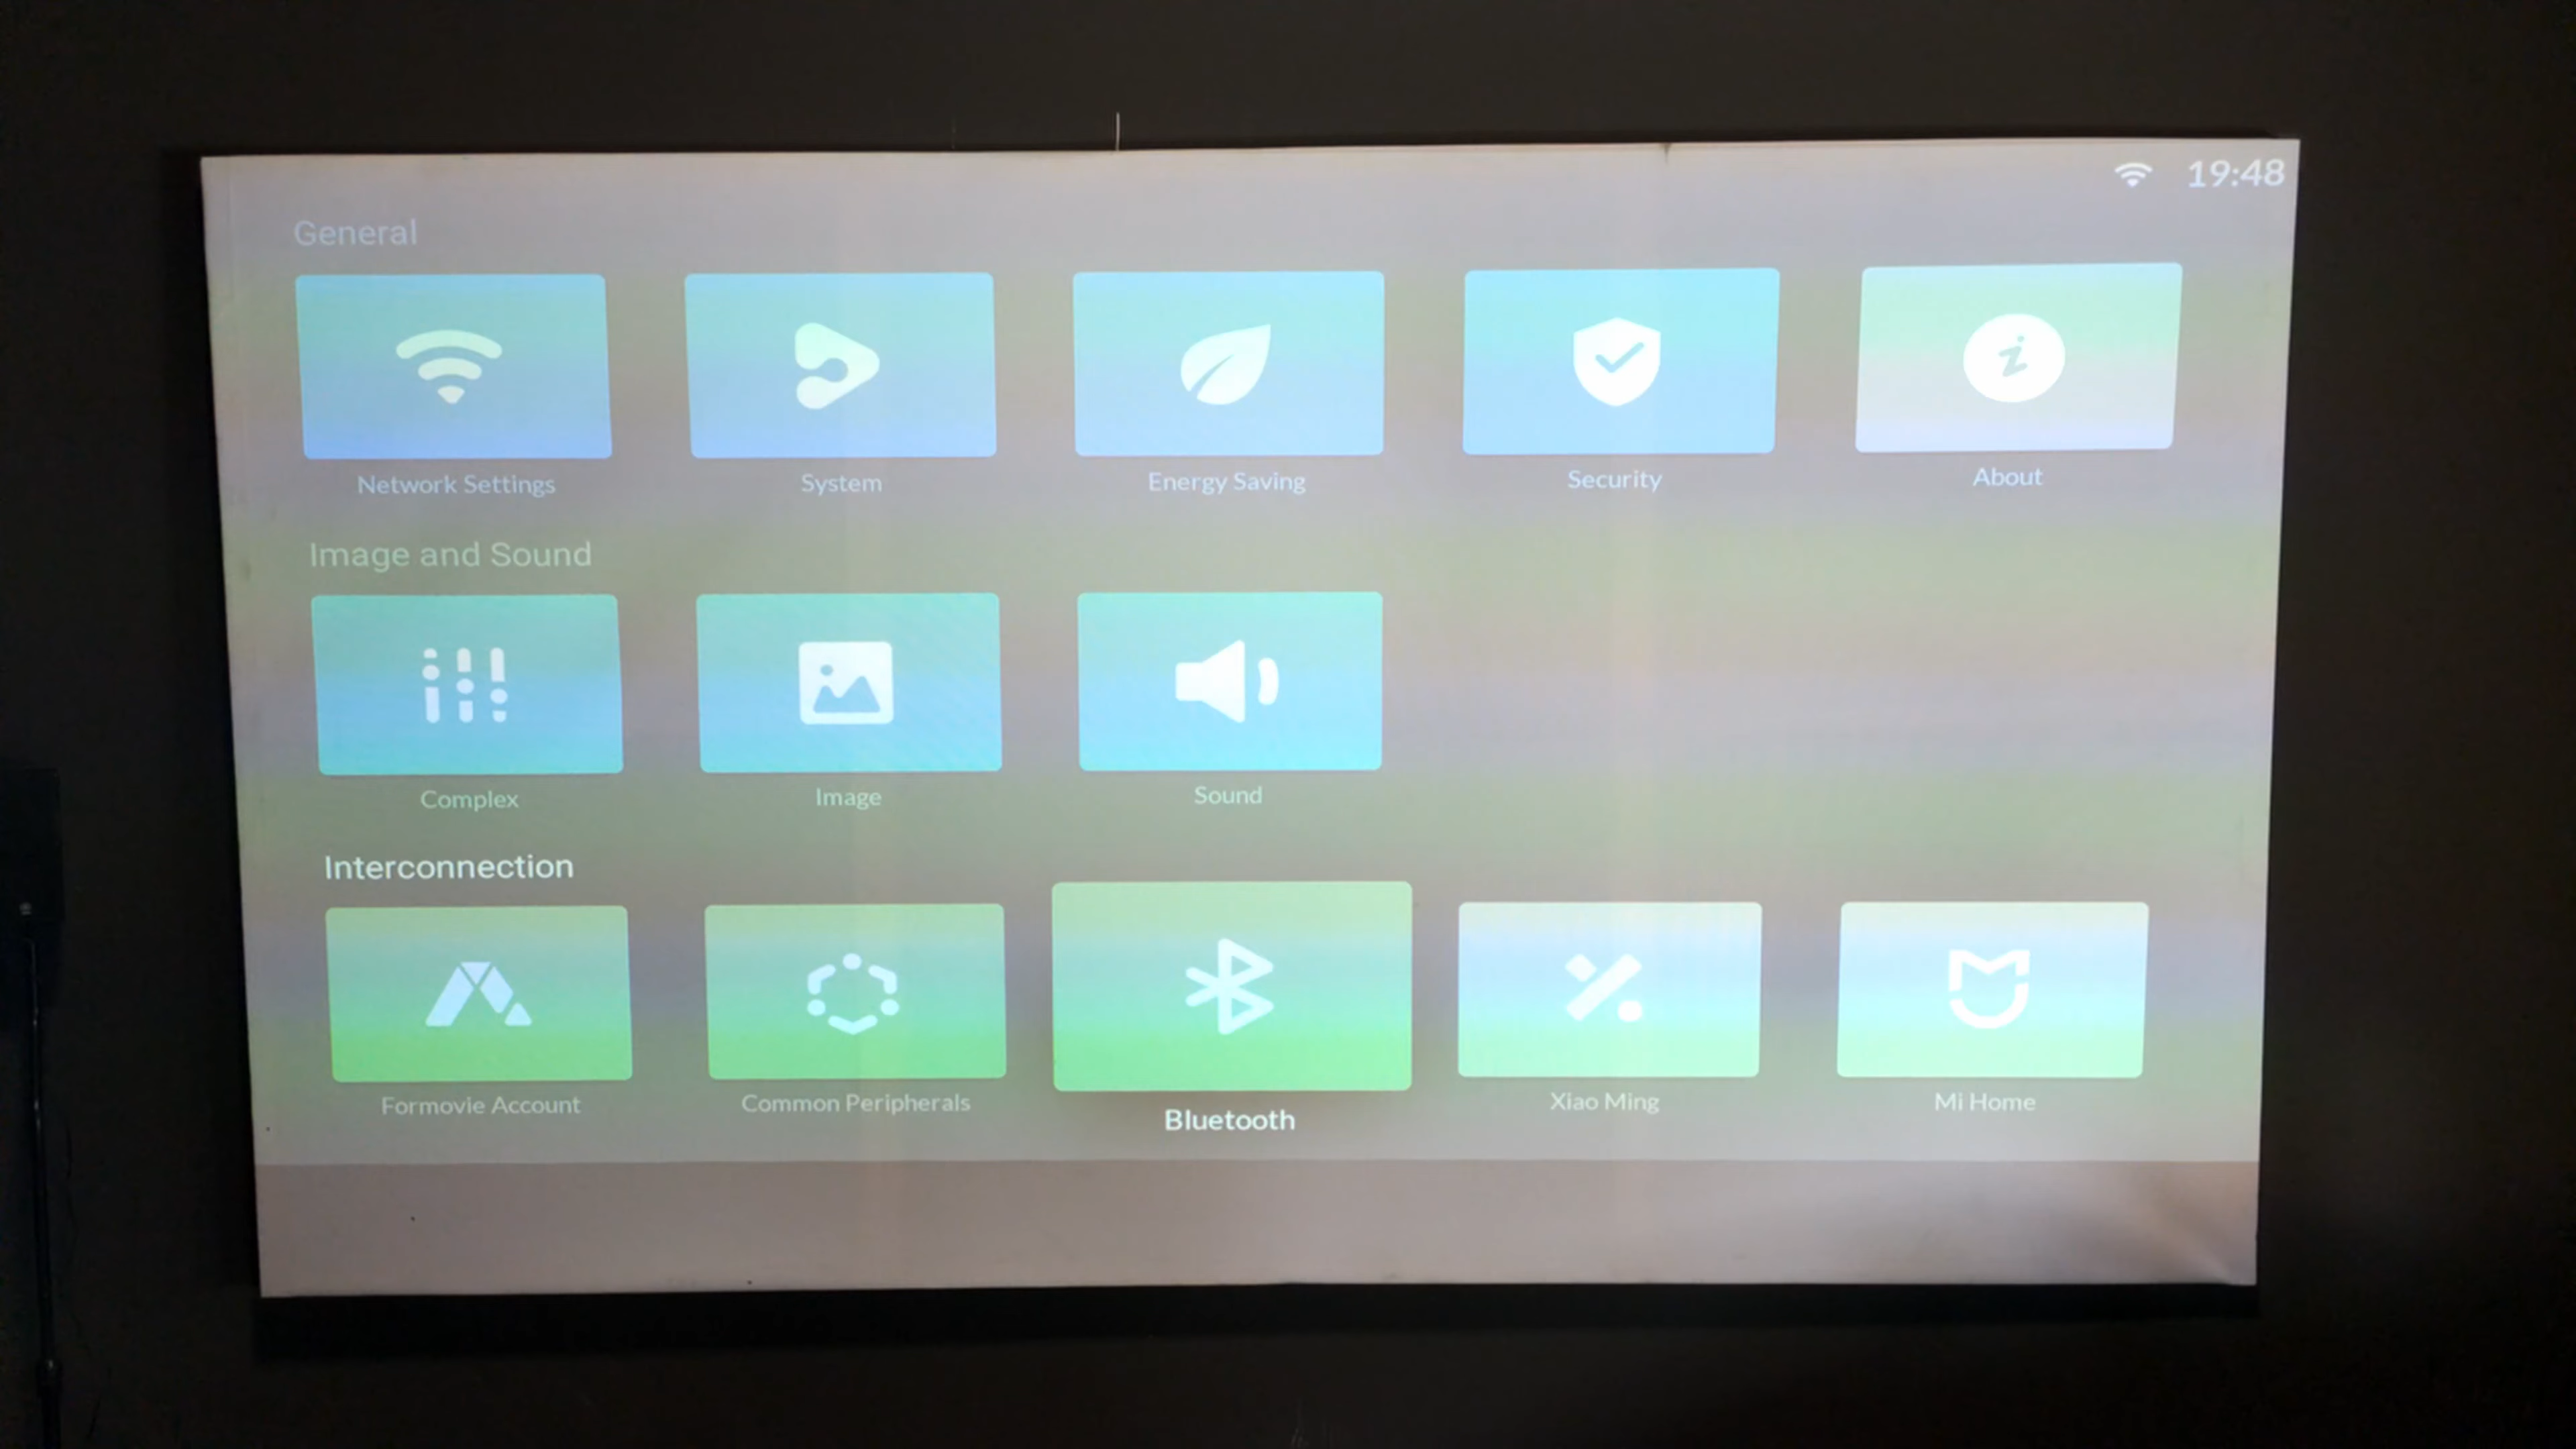 19:48
General
Network Settings
System
Energy Saving
Security
About
Image and Sound
Complex
Image
Sound
Interconnection
Formovie Account
Common Peripherals
Bluetooth
Xiao Ming
Mi Home